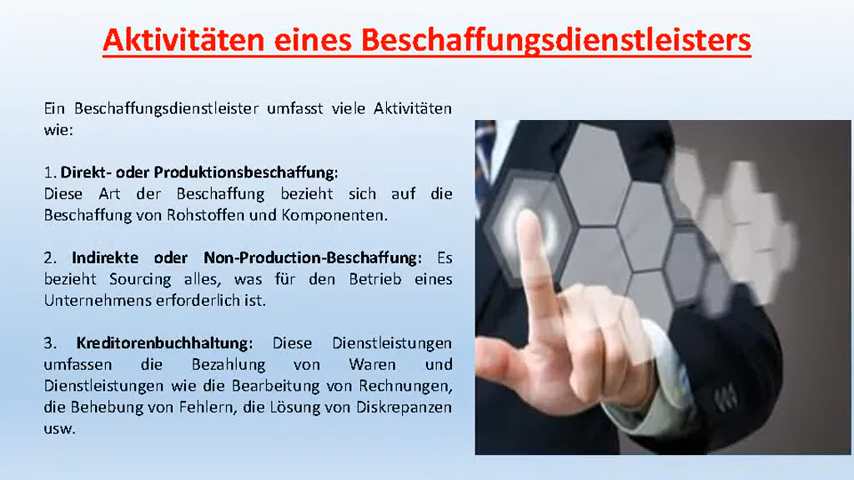 Aktivitäten eines Beschaffungsdienstleisters
Ein Beschaffungsdienstleister umfasst viele Aktivitäten
wie:
1. Direkt- oder Produktionsbeschaffung:
Diese Art der Beschaffung bezieht sich auf die
Beschaffung von Rohstoffen und Komponenten.
2. Indirekte oder Non-Production-Beschaffung: Es
bezieht Sourcing alles, was für den Betrieb eines
Unternehmens erforderlich ist.
3. Kreditorenbuchhaltung: Diese Dienstleistungen
umfassen die Bezahlung von Waren und
Dienstleistungen wie die Bearbeitung von Rechnungen,
die Behebung von Fehlern, die Lösung von Diskrepanzen
usw.